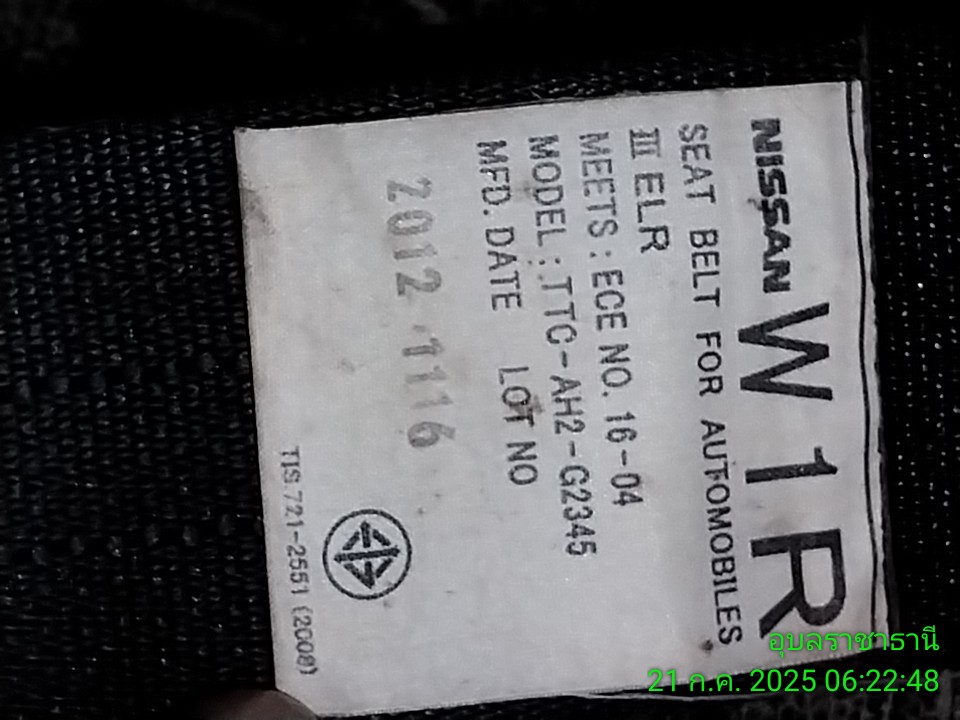 NISSAN W1R
SEAT BELT FOR AUTOMOBILES
III ELR
MEETS : ECE NO. 16-04
MODEL : TTC-AH2-G2345
MFD. DATE LOT NO
2012 1116
TIS 721-2551 (2008)
อุบลราชธานี
21 ก.ค. 2025 06:22:48